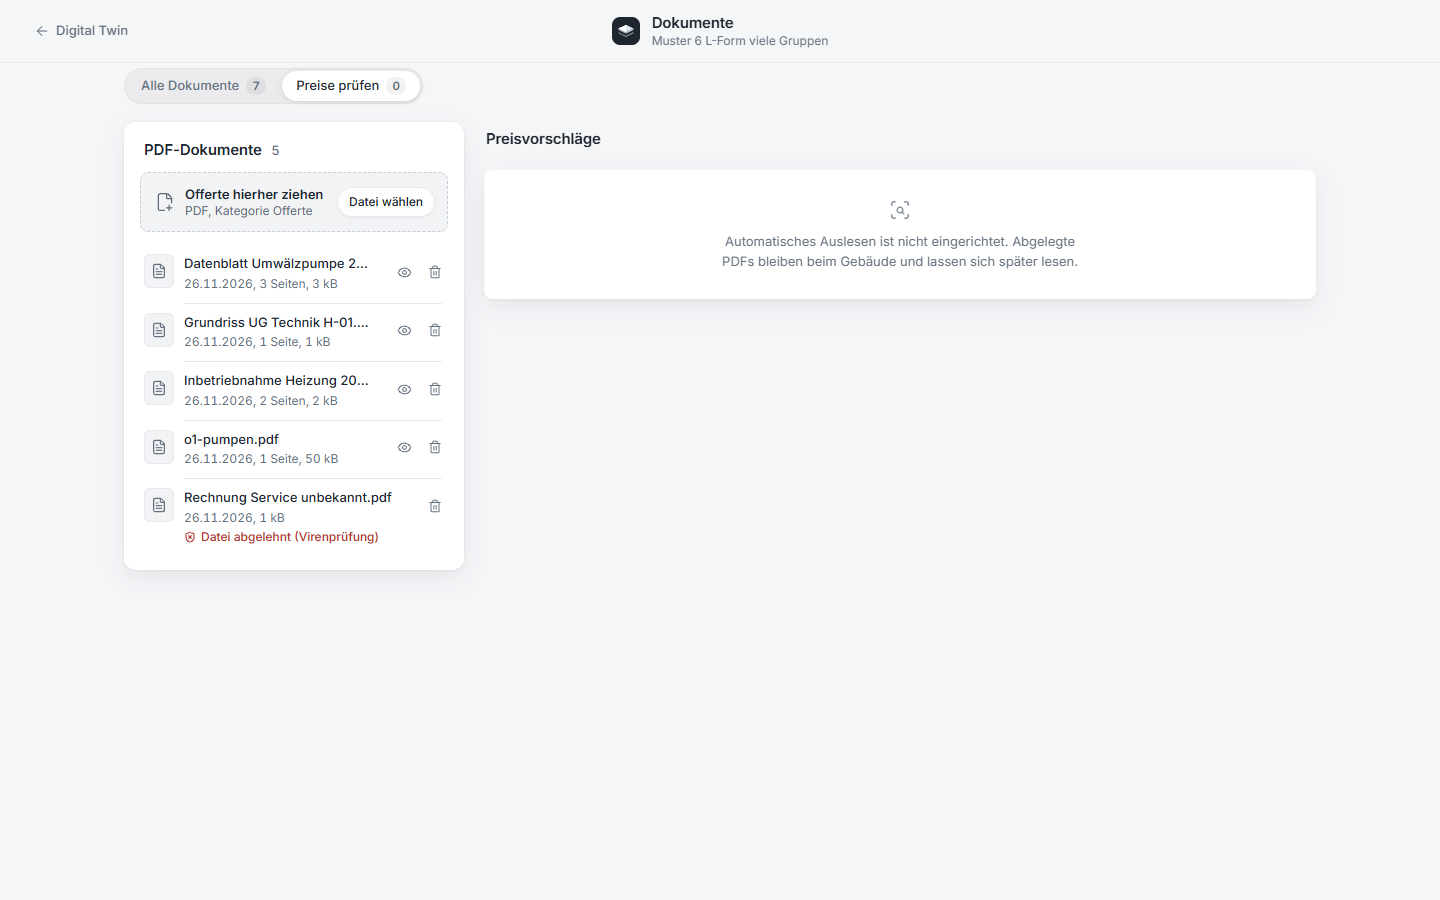 Digital Twin
Dokumente
Muster 6 L-Form viele Gruppen
Alle Dokumente 7
Preise prüfen 0
PDF-Dokumente 5
Offerte hierher ziehen
PDF, Kategorie Offerte
Datei wählen
Datenblatt Umwälzpumpe 2...
26.11.2026, 3 Seiten, 3 kB
Grundriss UG Technik H-01....
26.11.2026, 1 Seite, 1 kB
Inbetriebnahme Heizung 20...
26.11.2026, 2 Seiten, 2 kB
o1-pumpen.pdf
26.11.2026, 1 Seite, 50 kB
Rechnung Service unbekannt.pdf
26.11.2026, 1 kB
Datei abgelehnt (Virenprüfung)
Preisvorschläge
Automatisches Auslesen ist nicht eingerichtet. Abgelegte
PDFs bleiben beim Gebäude und lassen sich später lesen.